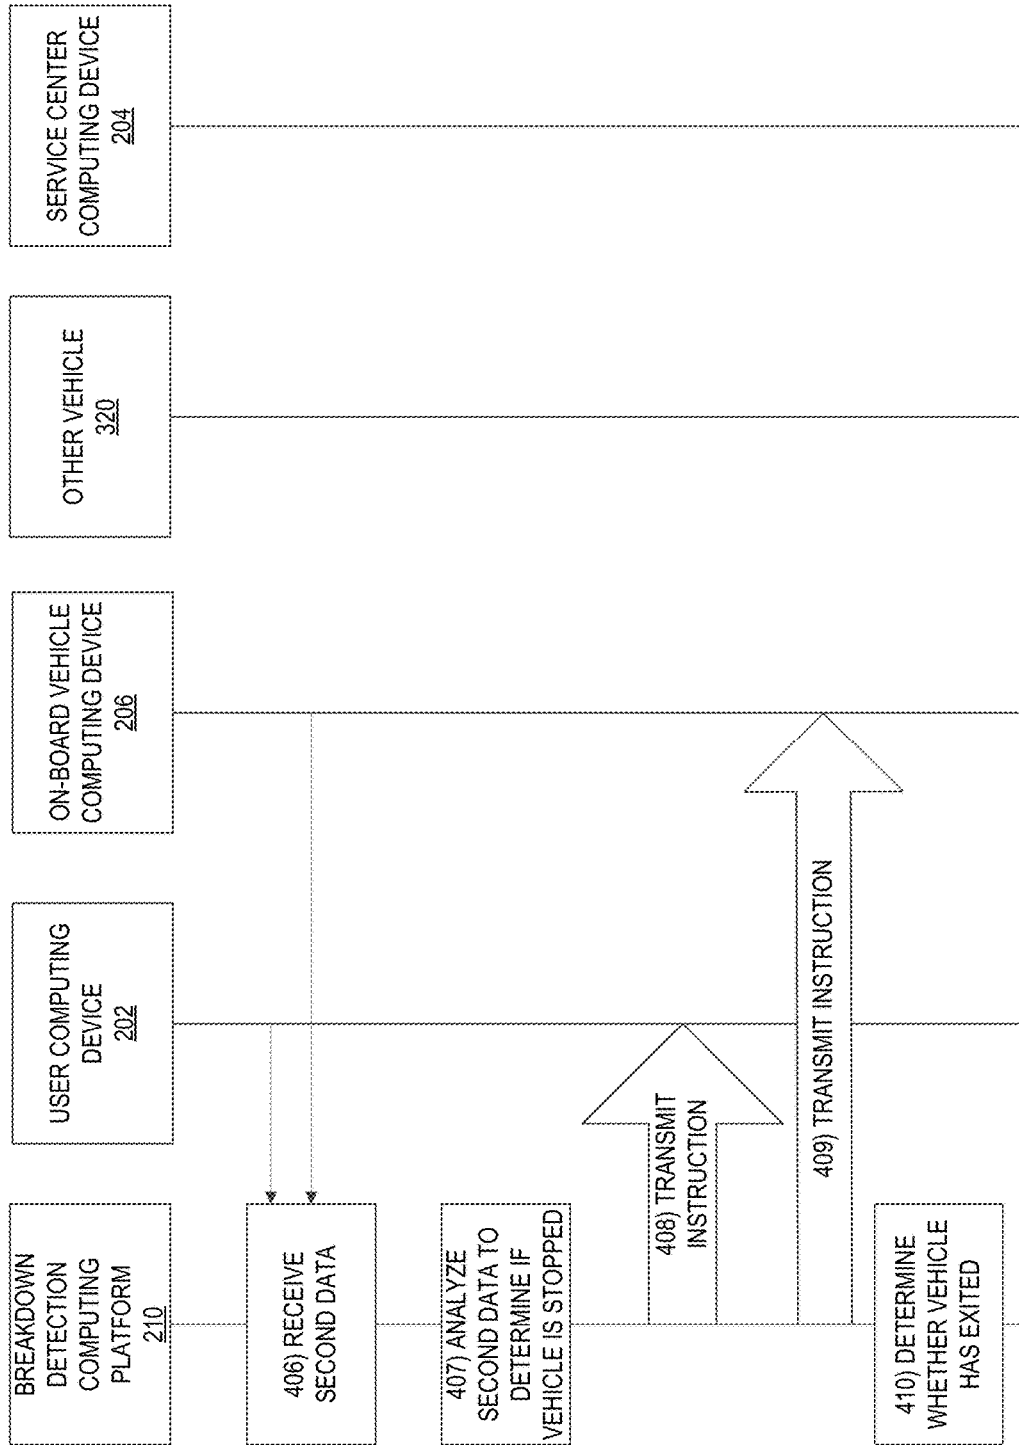 BREAKDOWN
DETECTION
COMPUTING
PLATFORM
210
USER COMPUTING
DEVICE
202
ON-BOARD VEHICLE
COMPUTING DEVICE
206
OTHER VEHICLE
320
SERVICE CENTER
COMPUTING DEVICE
204
406) RECEIVE
SECOND DATA
407) ANALYZE
SECOND DATA TO
DETERMINE IF
VEHICLE IS STOPPED
408) TRANSMIT
INSTRUCTION
409) TRANSMIT INSTRUCTION
410) DETERMINE
WHETHER VEHICLE
HAS EXITED